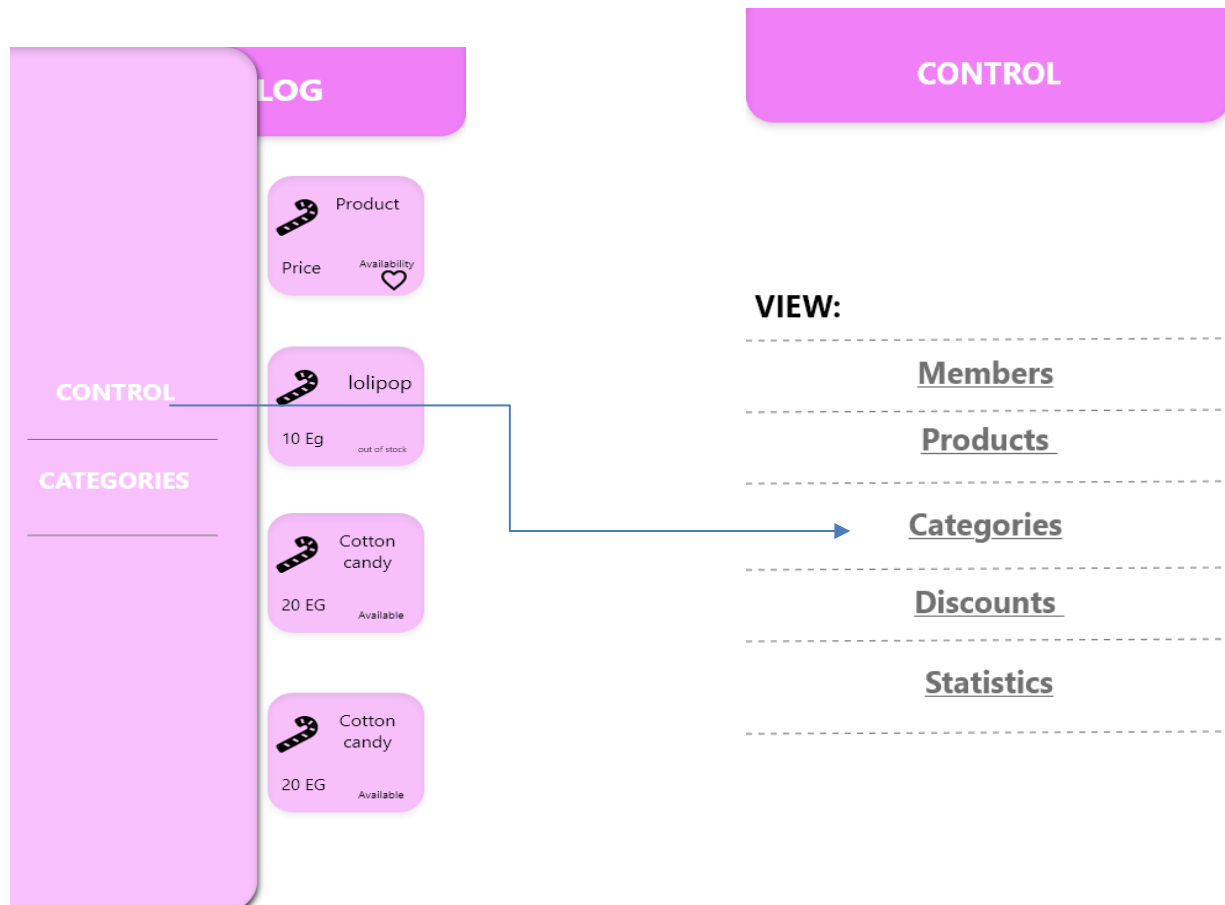 LOG
CONTROL
CATEGORIES
Product
Price
Availability
lolipop
10 Eg
out of stock
Cotton
candy
20 EG
Available
Cotton
candy
20 EG
Available
CONTROL
VIEW:
Members
Products
Categories
Discounts
Statistics